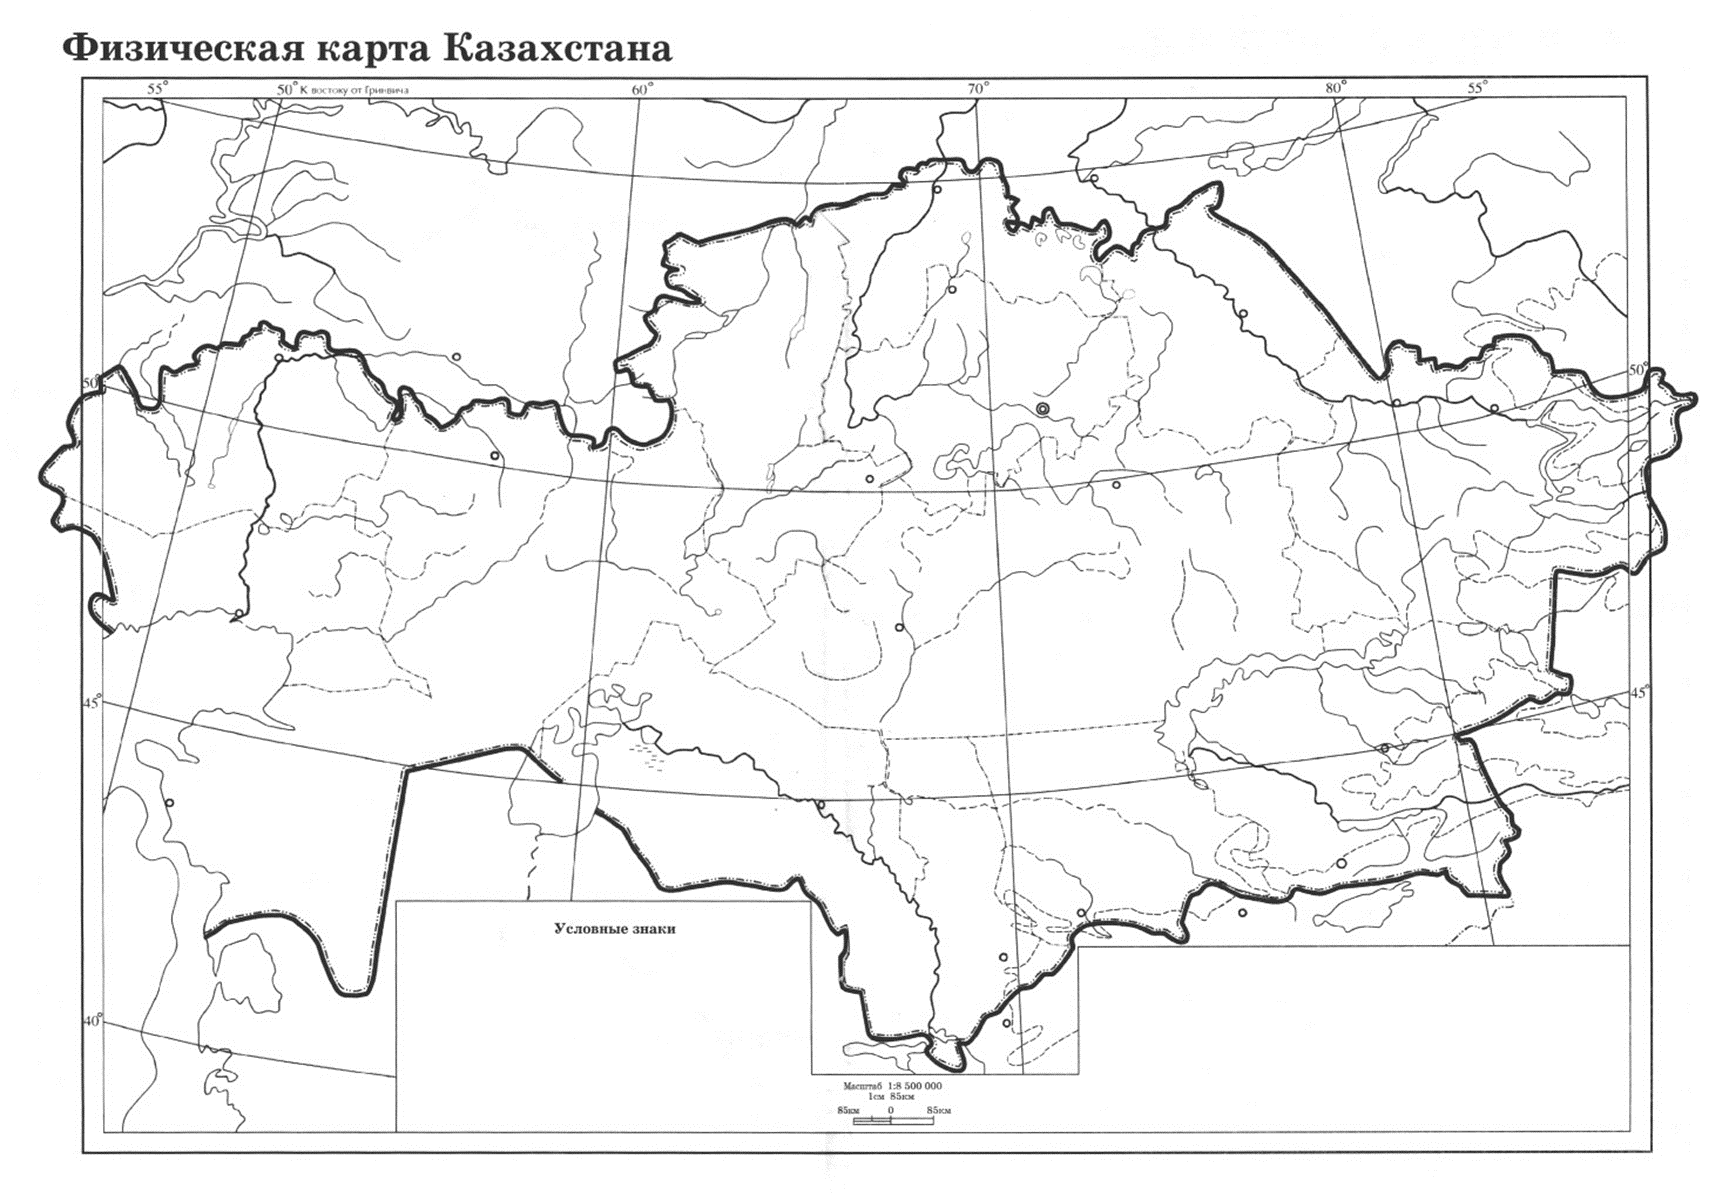 Физическая карта Казахстана
55° 50° К востоку от Гринвича 60° 70° 80° 55°
50° 50°
45° 45°
40°
Условные знаки
Масштаб 1:8 500 000
1см 85км
85км 0 85км